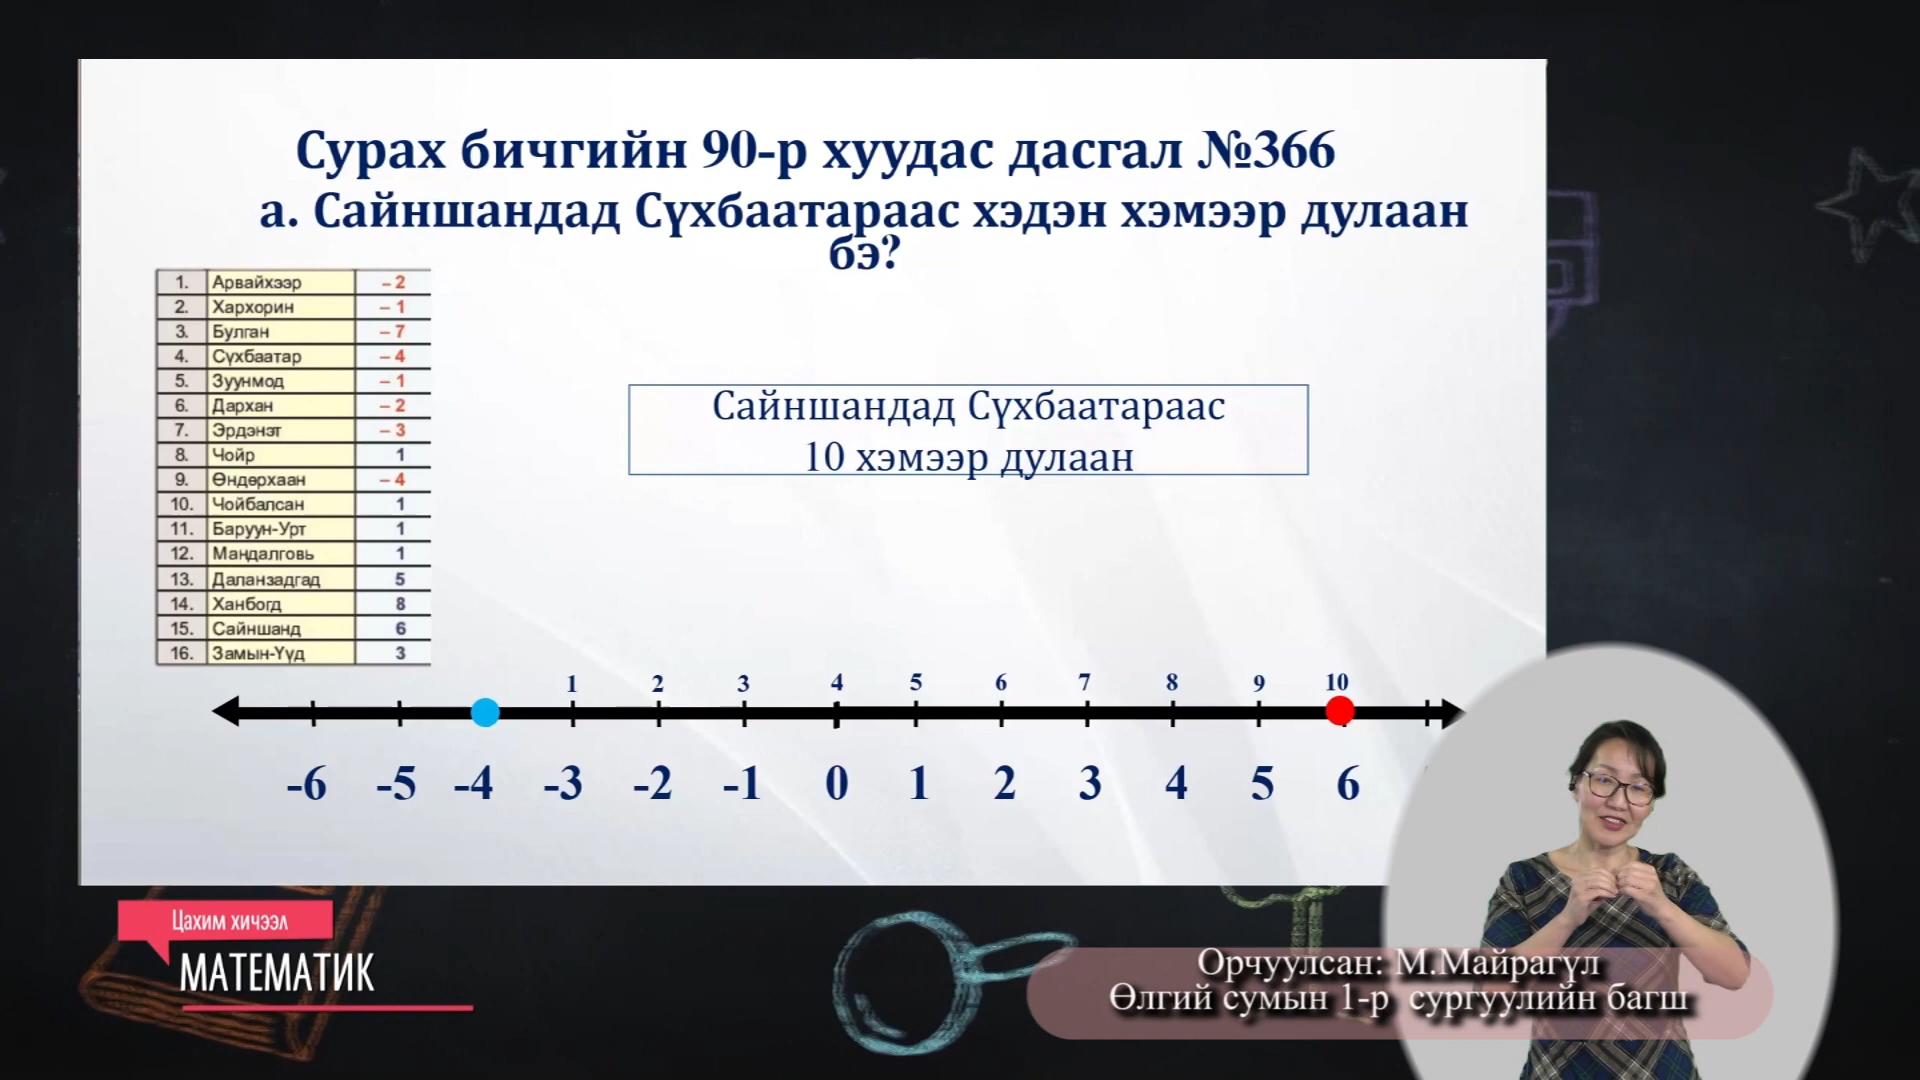 Сурах бичгийн 90-р хуудас дасгал №366
а. Сайншандад Сүхбаатараас хэдэн хэмээр дулаан
бэ?
1. Арвайхээр – 2
2. Хархорин – 1
3. Булган – 7
4. Сүхбаатар – 4
5. Зуунмод – 1
6. Дархан – 2
7. Эрдэнэт – 3
8. Чойр 1
9. Өндөрхаан – 4
10. Чойбалсан 1
11. Баруун-Урт 1
12. Мандалговь 1
13. Даланзадгад 5
14. Ханбогд 8
15. Сайншанд 6
16. Замын-Үүд 3
Сайншандад Сүхбаатараас
10 хэмээр дулаан
1 2 3 4 5 6 7 8 9 10
-6 -5 -4 -3 -2 -1 0 1 2 3 4 5 6
Цахим хичээл
МАТЕМАТИК
Орчуулсан: М.Майрагүл
Өлгий сумын 1-р сургуулийн багш